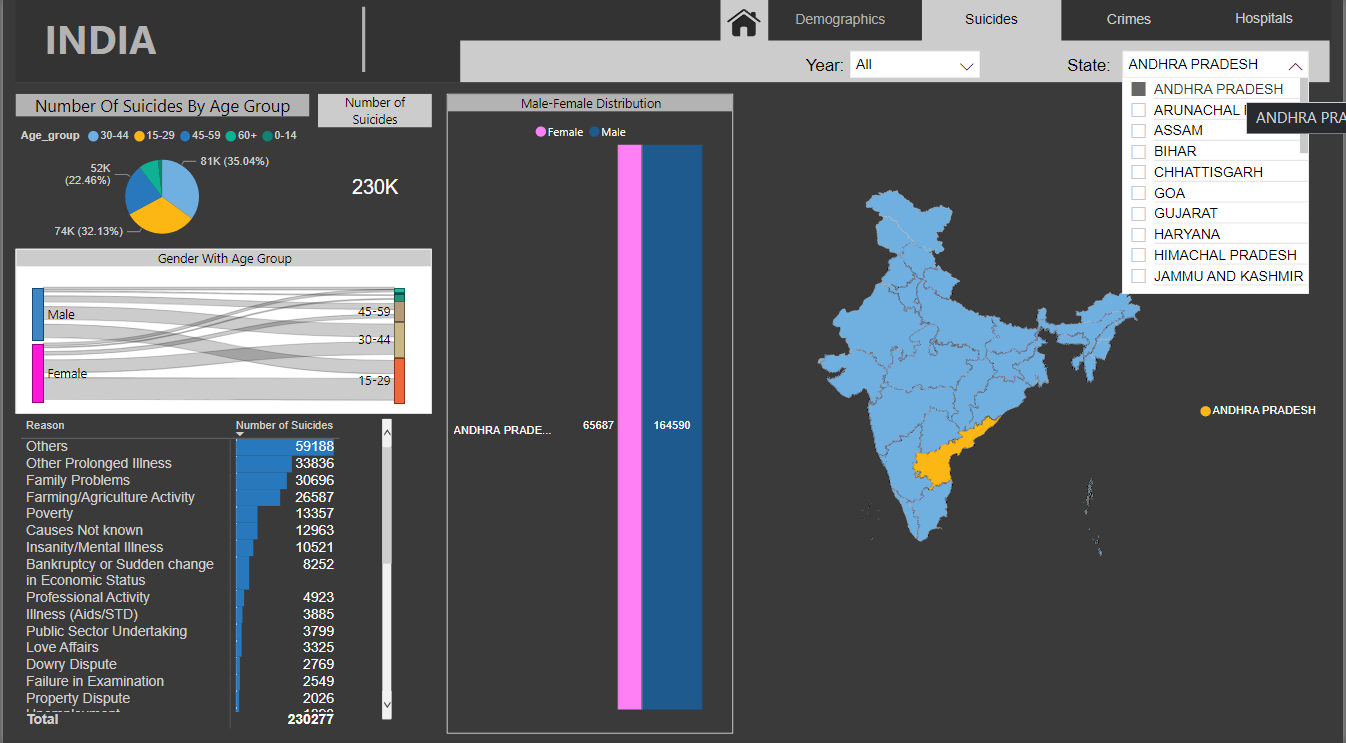 INDIA
Demographics
Suicides
Crimes
Hospitals
Year: All
State: ANDHRA PRADESH
ANDHRA PRADESH
ARUNACHAL
ANDHRA PRA
ASSAM
BIHAR
CHHATTISGARH
GOA
GUJARAT
HARYANA
HIMACHAL PRADESH
JAMMU AND KASHMIR
Number Of Suicides By Age Group
Age_group 30-44 15-29 45-59 60+ 0-14
81K (35.04%)
52K
(22.46%)
74K (32.13%)
Number of
Suicides
230K
Gender With Age Group
Male
Female
45-59
30-44
15-29
Reason Number of Suicides
Others 59188
Other Prolonged Illness 33836
Family Problems 30696
Farming/Agriculture Activity 26587
Poverty 13357
Causes Not known 12963
Insanity/Mental Illness 10521
Bankruptcy or Sudden change 8252
in Economic Status
Professional Activity 4923
Illness (Aids/STD) 3885
Public Sector Undertaking 3799
Love Affairs 3325
Dowry Dispute 2769
Failure in Examination 2549
Property Dispute 2026
Total 230277
Male-Female Distribution
Female Male
ANDHRA PRADE... 65687 164590
ANDHRA PRADESH